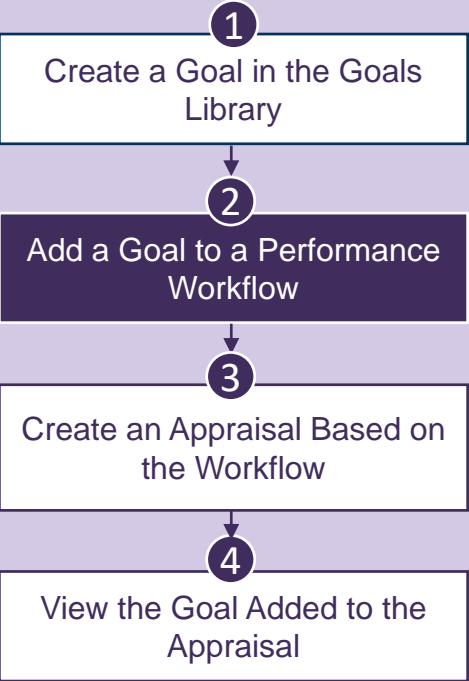 1
Create a Goal in the Goals
Library
2
Add a Goal to a Performance
Workflow
3
Create an Appraisal Based on
the Workflow
4
View the Goal Added to the
Appraisal